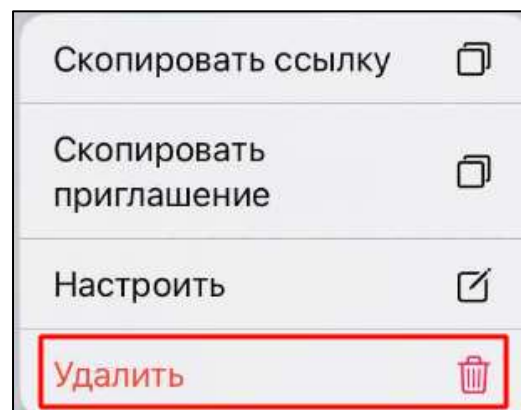 Скопировать ссылку
Скопировать
приглашение
Настроить
Удалить